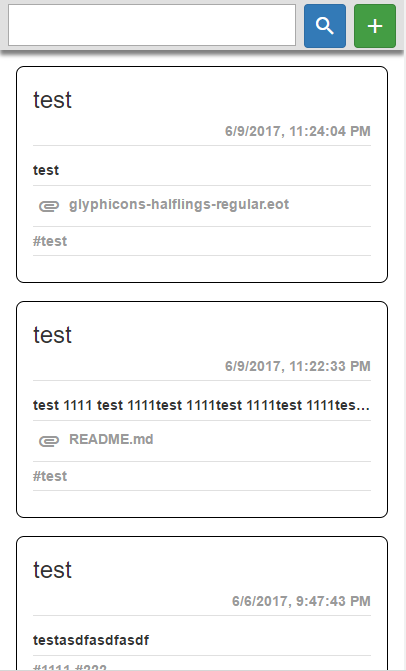 test
6/9/2017, 11:24:04 PM
test
glyphicons-halflings-regular.eot
#test
test
6/9/2017, 11:22:33 PM
test 1111 test 1111test 1111test 1111test 1111tes...
README.md
#test
test
6/6/2017, 9:47:43 PM
testasdfasdfasdf
#1111 #222